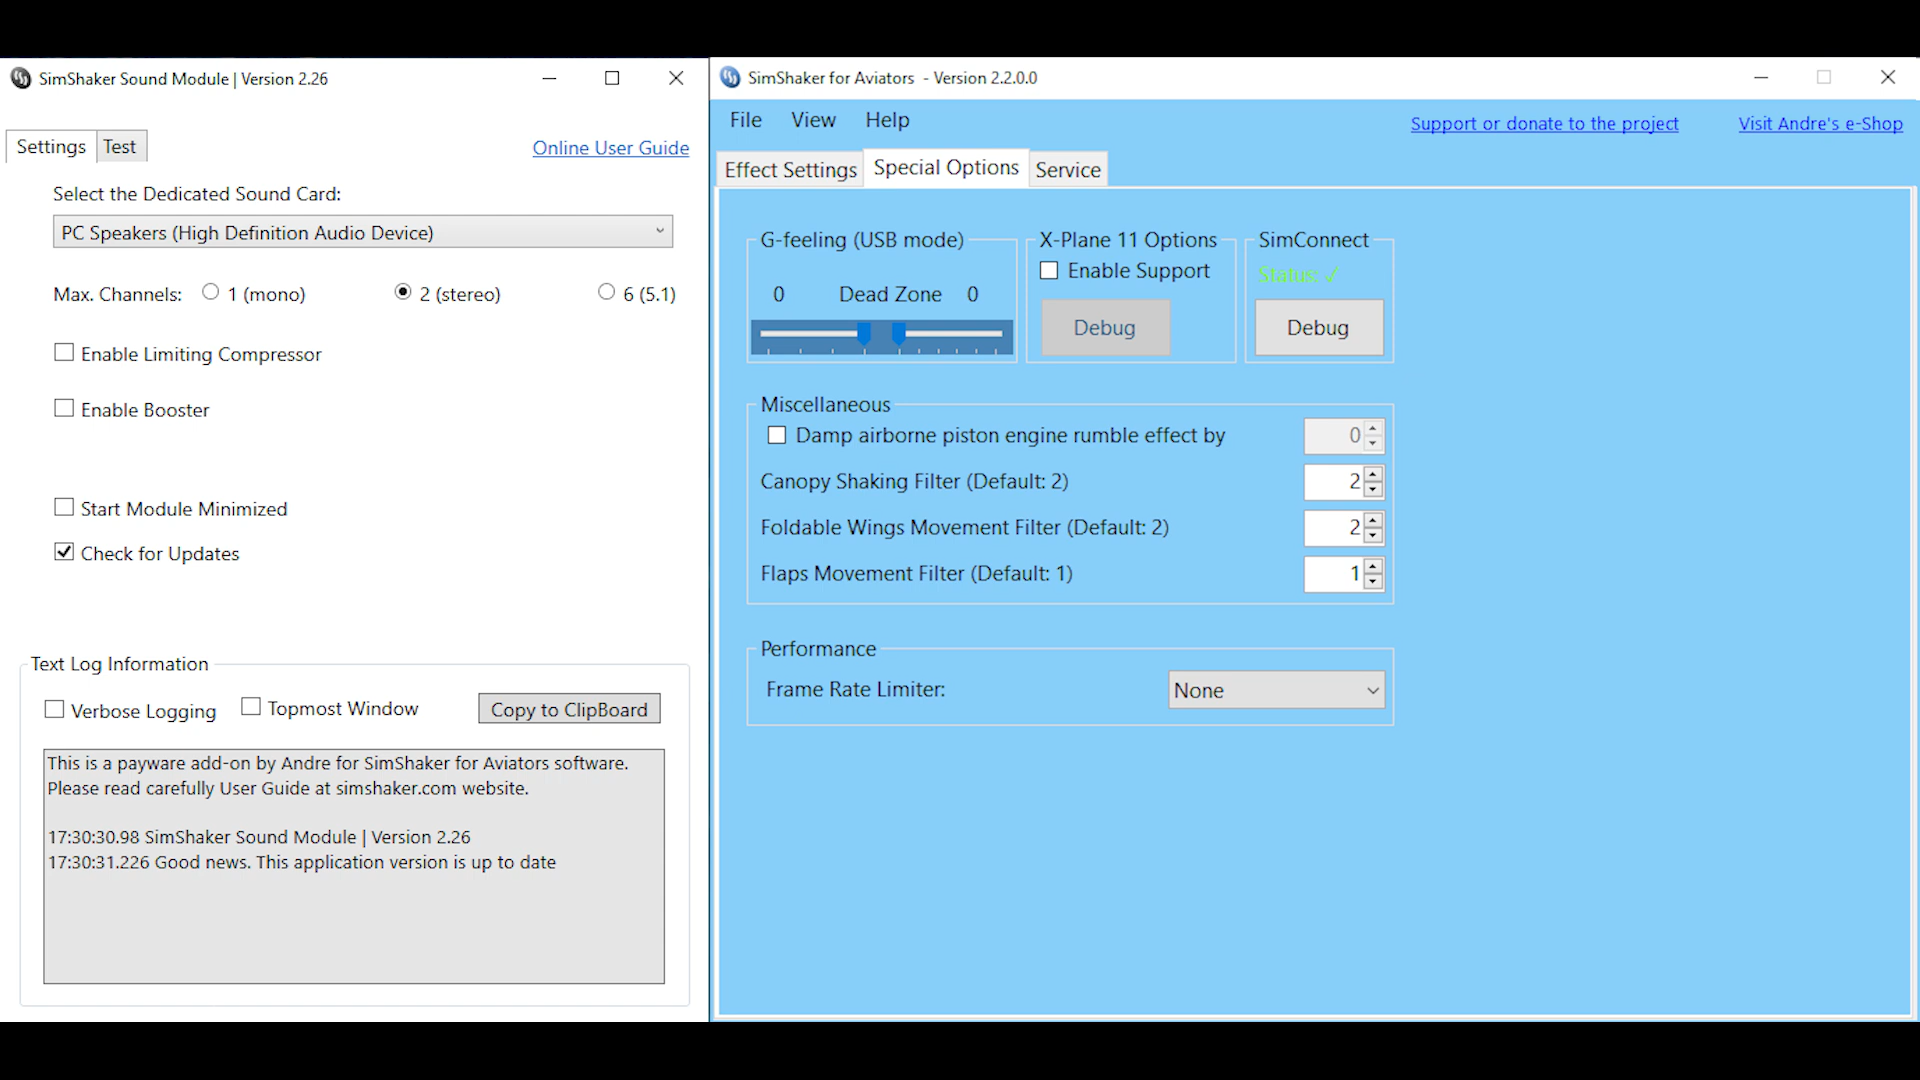 SimShaker Sound Module | Version 2.26
Settings
Test
Online User Guide
Select the Dedicated Sound Card:
PC Speakers (High Definition Audio Device)
Max. Channels:
1 (mono)
2 (stereo)
6 (5.1)
Enable Limiting Compressor
Enable Booster
Start Module Minimized
Check for Updates
Text Log Information
Verbose Logging
Topmost Window
Copy to ClipBoard
This is a payware add-on by Andre for SimShaker for Aviators software.
Please read carefully User Guide at simshaker.com website.
17:30:30.98 SimShaker Sound Module | Version 2.26
17:30:31.226 Good news. This application version is up to date
SimShaker for Aviators - Version 2.2.0.0
File
View
Help
Support or donate to the project
Visit Andre's e-Shop
Effect Settings
Special Options
Service
G-feeling (USB mode)
0
Dead Zone
0
X-Plane 11 Options
Enable Support
Debug
SimConnect
Status: ✓
Debug
Miscellaneous
Damp airborne piston engine rumble effect by
0
Canopy Shaking Filter (Default: 2)
2
Foldable Wings Movement Filter (Default: 2)
2
Flaps Movement Filter (Default: 1)
1
Performance
Frame Rate Limiter:
None